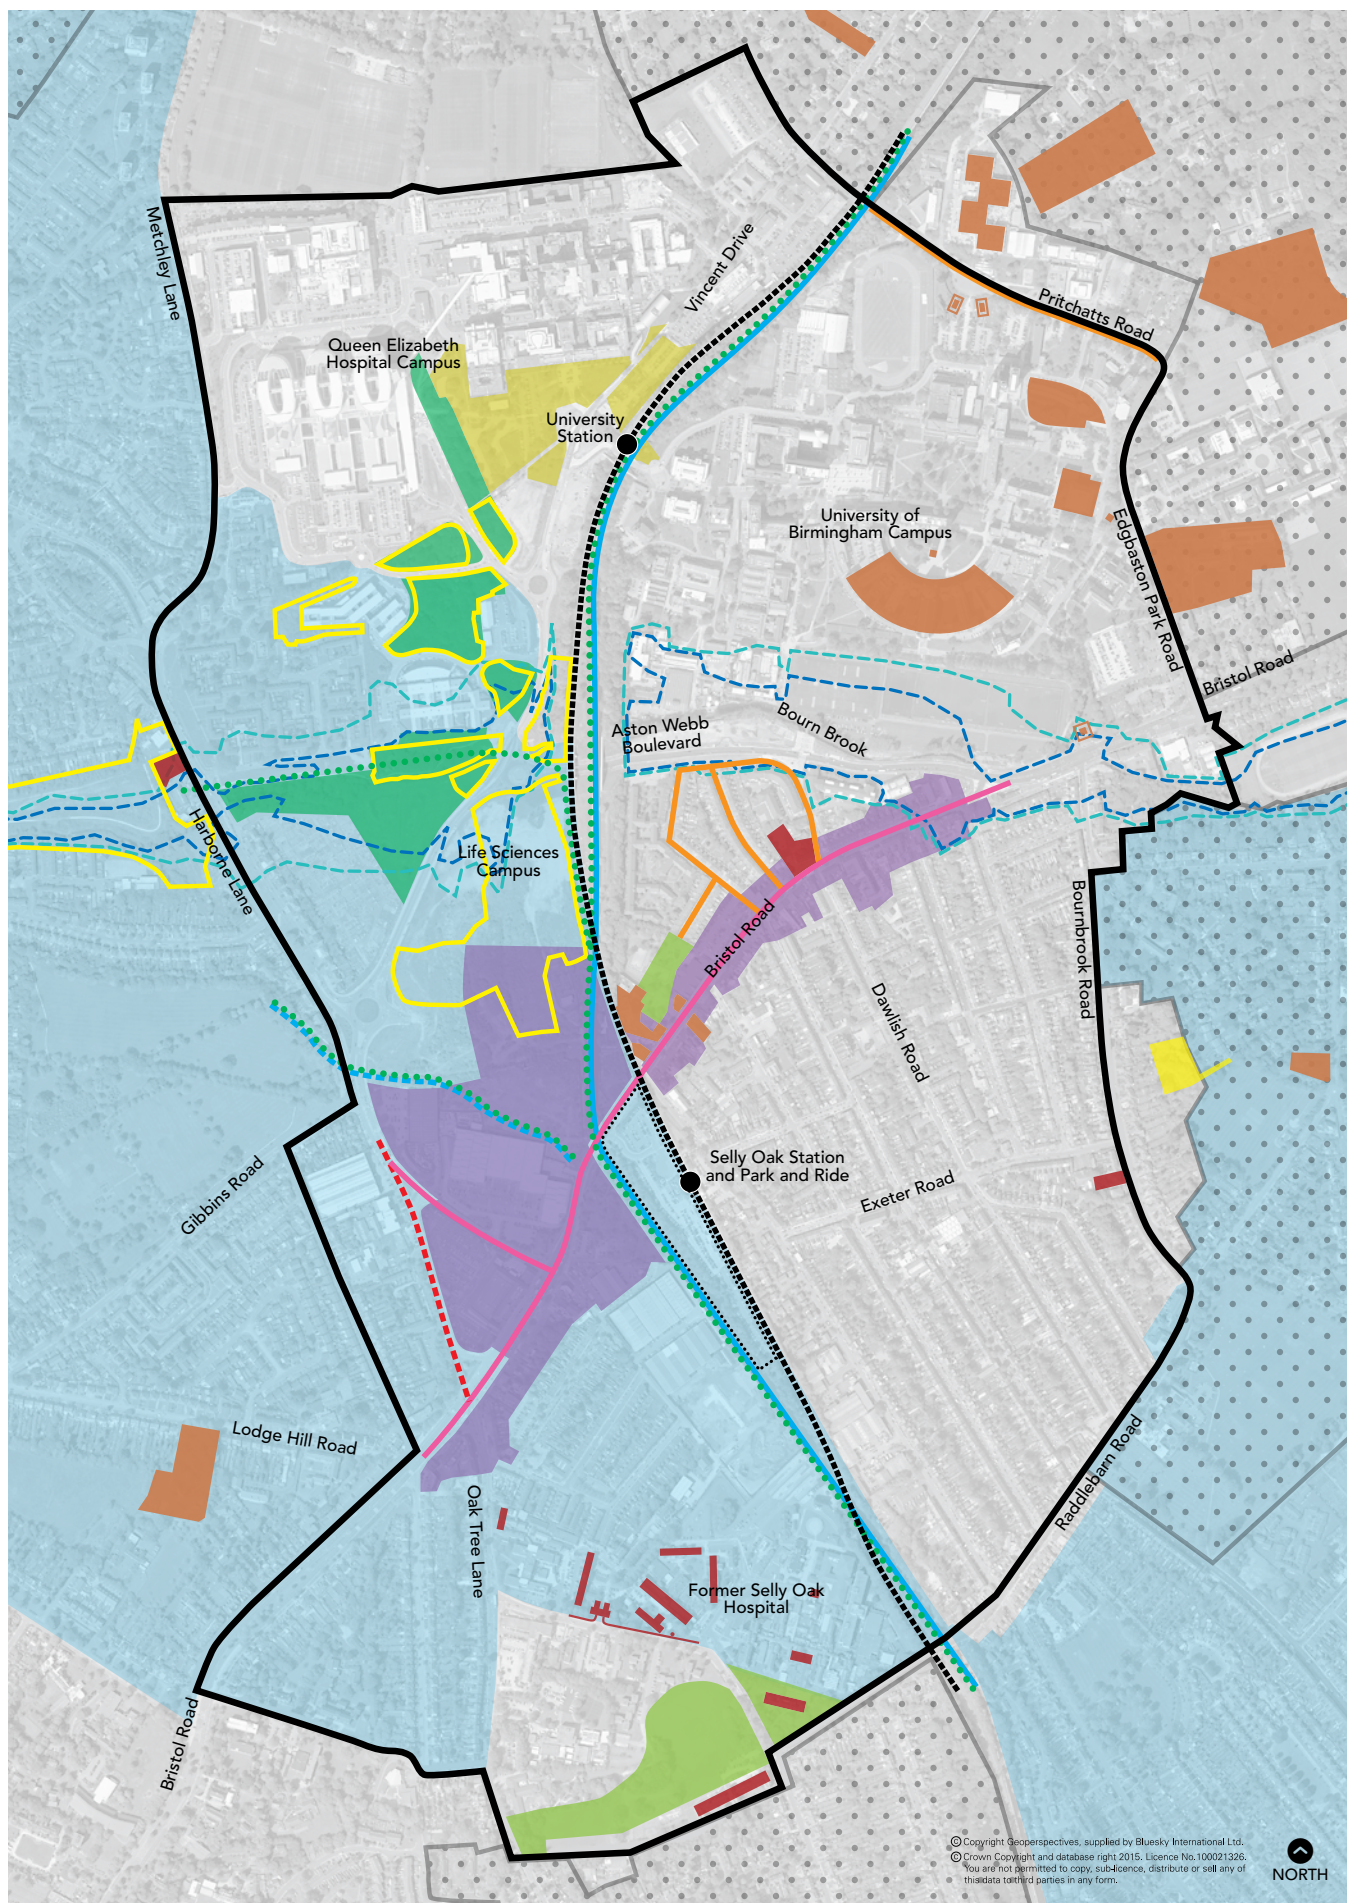 Metchley Lane
Vincent Drive
Pritchatts Road
Queen Elizabeth
Hospital Campus
University
Station
University of
Birmingham Campus
Edgbaston Park Road
Bristol Road
Aston Webb
Boulevard
Bourn Brook
Harborne Lane
Life Sciences
Campus
Bristol Road
Bournbrook Road
Dawlish Road
Selly Oak Station
and Park and Ride
Exeter Road
Gibbins Road
Lodge Hill Road
Raddlebarn Road
Oak Tree Lane
Former Selly Oak
Hospital
Bristol Road
© Copyright Geoperspectives, supplied by Bluesky International Ltd.
© Crown Copyright and database right 2015. Licence No.100021326.
You are not permitted to copy, sub-licence, distribute or sell any of
this data to third parties in any form.
NORTH